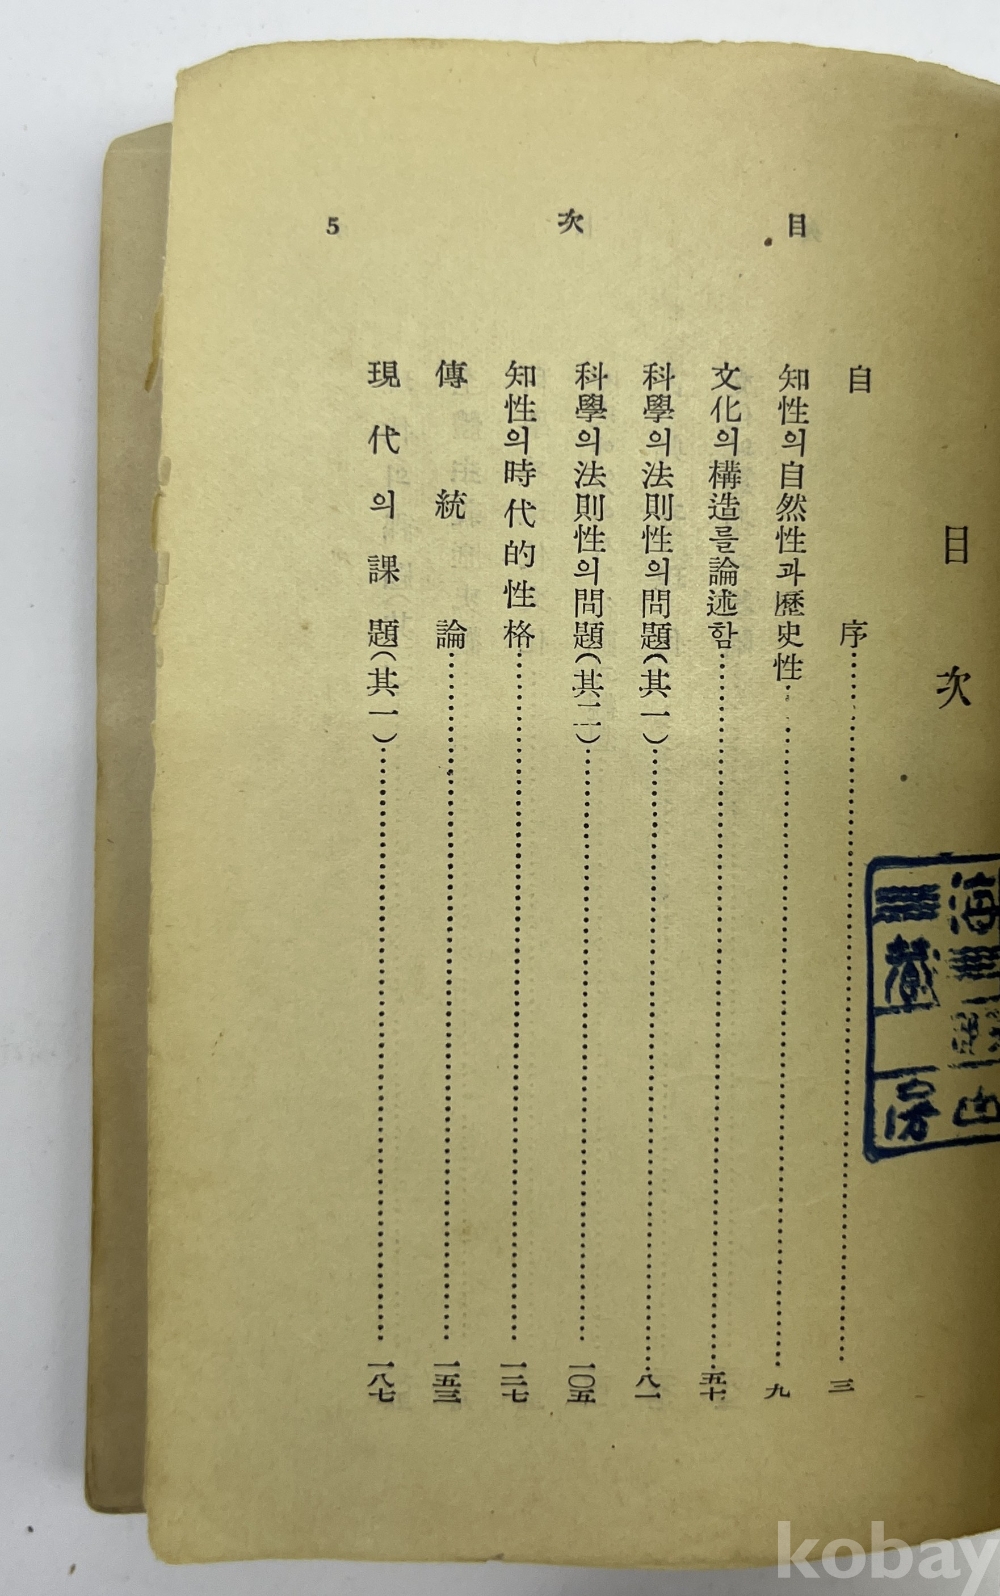 目次 5
目次
自序 三
知性의自然性과歷史性 九
文化의構造를論述함 五十
科學의法則性의問題(其一) 八一
科學의法則性의問題(其二) 一〇五
知性의時代的性格 一二七
傳統論 一五三
現代의課題(其一) 一八七
kobay